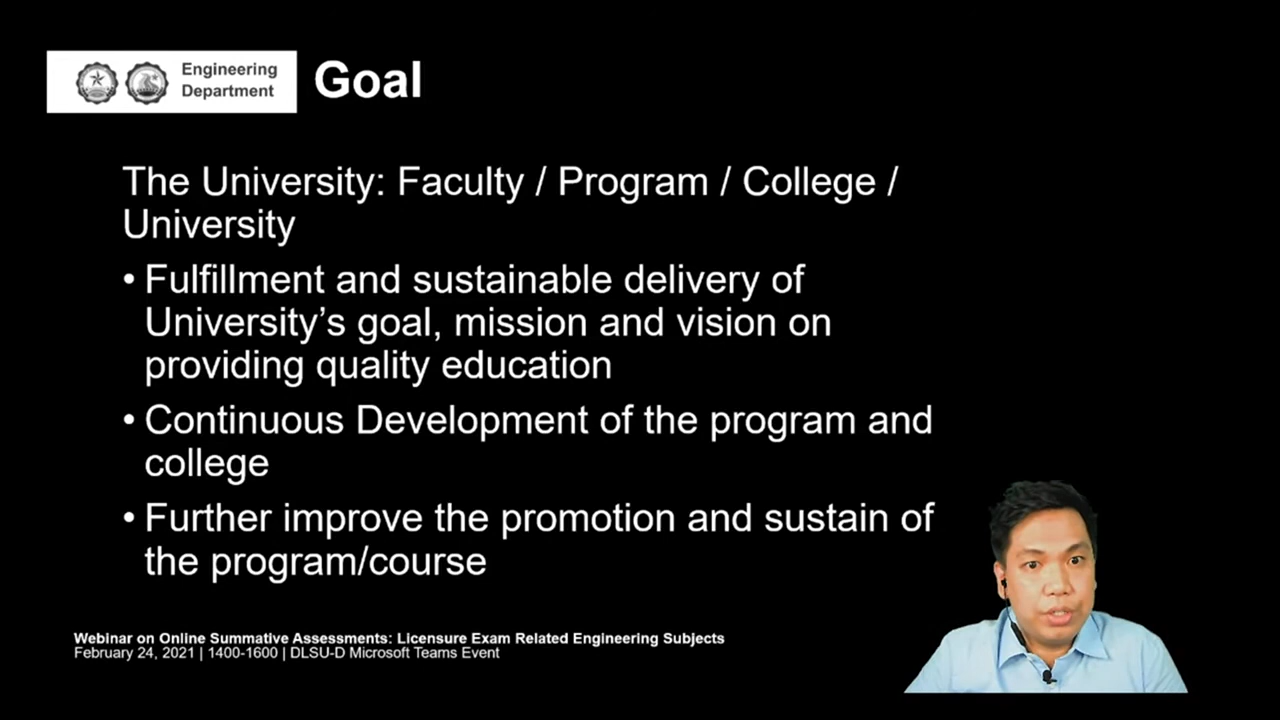 Engineering
Department
Goal
The University: Faculty / Program / College /
University
• Fulfillment and sustainable delivery of
University’s goal, mission and vision on
providing quality education
• Continuous Development of the program and
college
• Further improve the promotion and sustain of
the program/course
Webinar on Online Summative Assessments: Licensure Exam Related Engineering Subjects
February 24, 2021 | 1400-1600 | DLSU-D Microsoft Teams Event